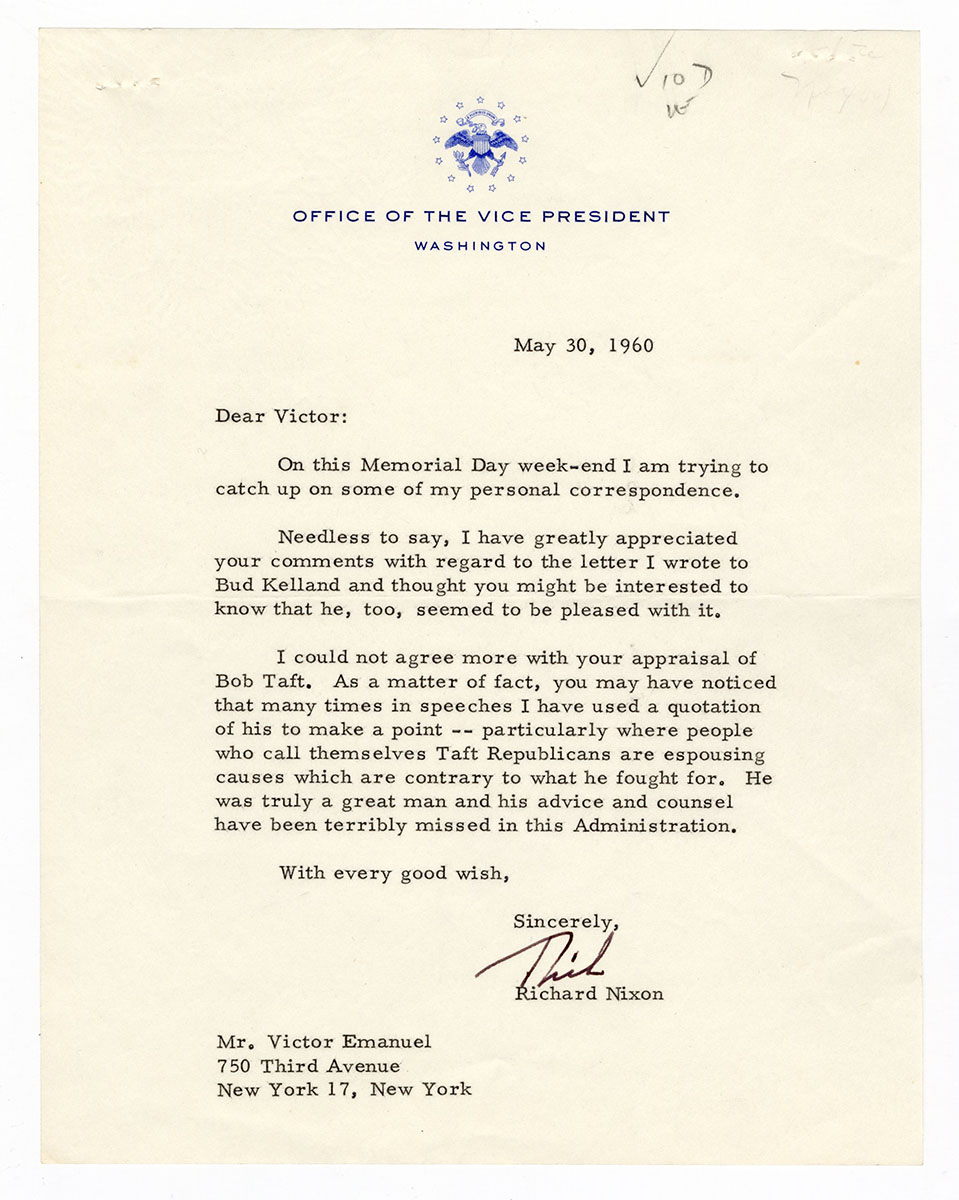 OFFICE OF THE VICE PRESIDENT
WASHINGTON
May 30, 1960
Dear Victor:
On this Memorial Day week-end I am trying to
catch up on some of my personal correspondence.
Needless to say, I have greatly appreciated
your comments with regard to the letter I wrote to
Bud Kelland and thought you might be interested to
know that he, too, seemed to be pleased with it.
I could not agree more with your appraisal of
Bob Taft. As a matter of fact, you may have noticed
that many times in speeches I have used a quotation
of his to make a point -- particularly where people
who call themselves Taft Republicans are espousing
causes which are contrary to what he fought for. He
was truly a great man and his advice and counsel
have been terribly missed in this Administration.
With every good wish,
Sincerely,
Dick
Richard Nixon
Mr. Victor Emanuel
750 Third Avenue
New York 17, New York